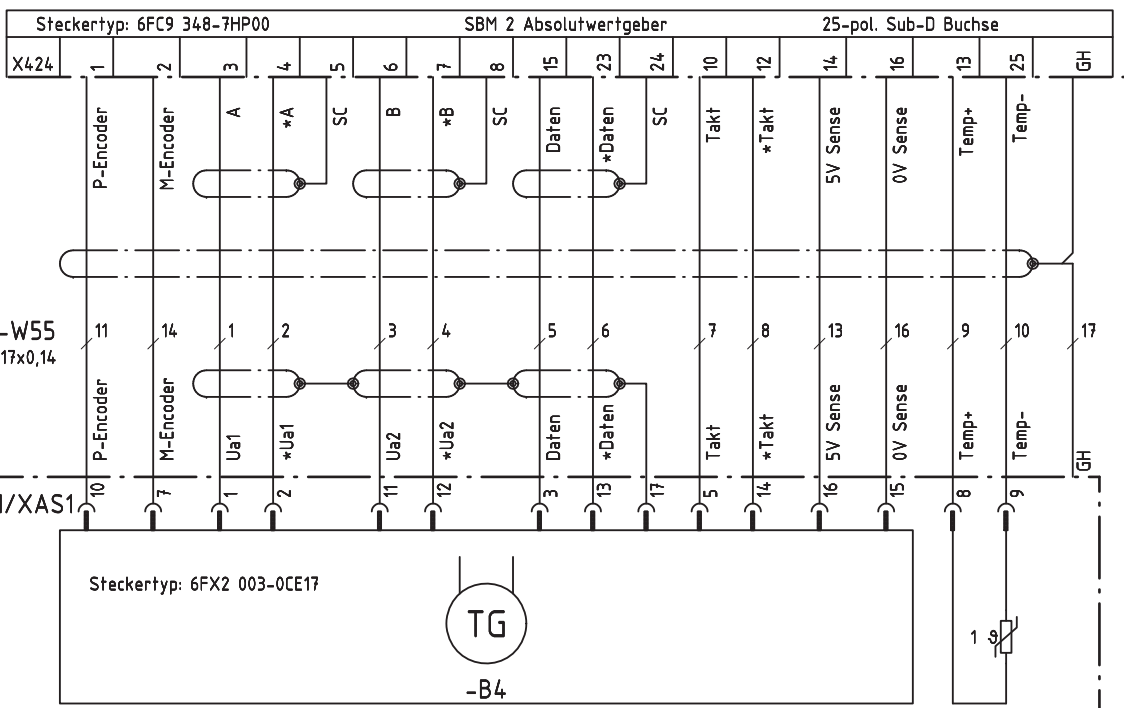 Steckertyp: 6FC9 348-7HP00 SBM 2 Absolutwertgeber 25-pol. Sub-D Buchse
X424 1 2 3 4 5 6 7 8 15 23 24 10 12 14 16 13 25 GH
P-Encoder M-Encoder A *A SC B *B SC Daten *Daten SC Takt *Takt 5V Sense 0V Sense Temp+ Temp-
-W55 11 14 1 2 3 4 5 6 7 8 13 16 9 10 17
17x0,14
P-Encoder M-Encoder Ua1 *Ua1 Ua2 *Ua2 Daten *Daten Takt *Takt 5V Sense 0V Sense Temp+ Temp- GH
/XAS1 10 7 1 2 11 12 3 13 17 5 14 16 15 8 9
Steckertyp: 6FX2 003-0CE17
TG
1 ϑ
-B4